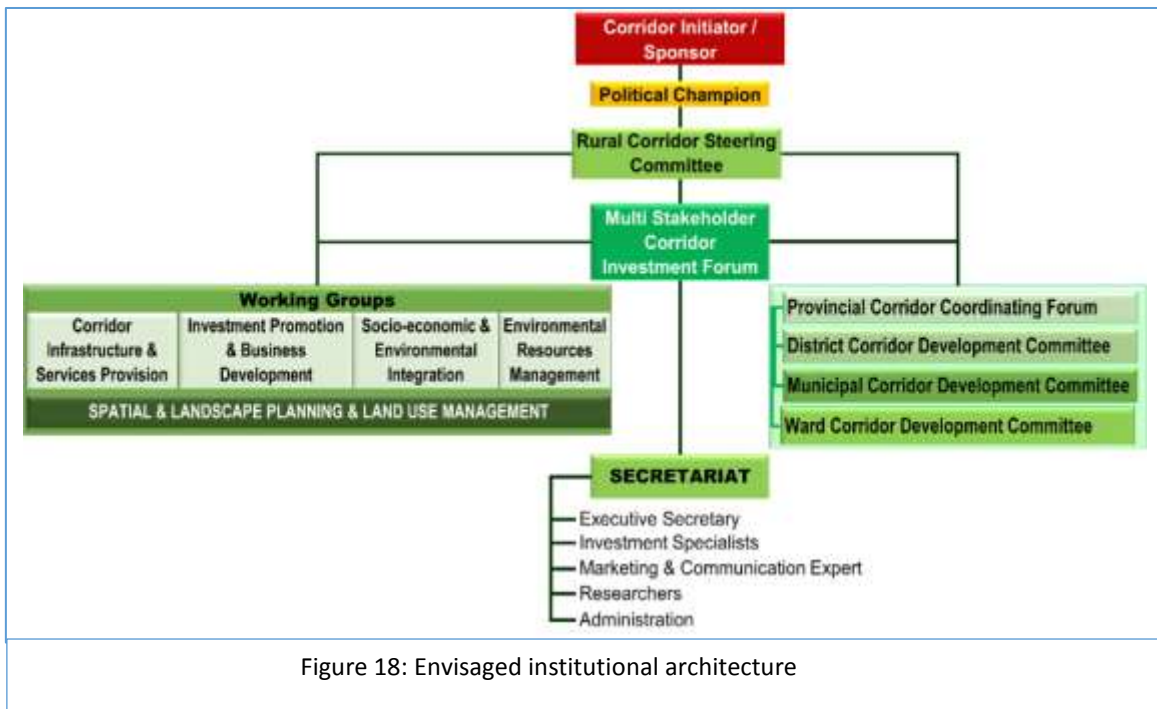 Corridor Initiator /
Sponsor
Political Champion
Rural Corridor Steering
Committee
Multi Stakeholder
Corridor
Investment Forum
Working Groups
Corridor
Infrastructure &
Services Provision
Investment Promotion
& Business
Development
Socio-economic &
Environmental
Integration
Environmental
Resources
Management
SPATIAL & LANDSCAPE PLANNING & LAND USE MANAGEMENT
Provincial Corridor Coordinating Forum
District Corridor Development Committee
Municipal Corridor Development Committee
Ward Corridor Development Committee
SECRETARIAT
Executive Secretary
Investment Specialists
Marketing & Communication Expert
Researchers
Administration
Figure 18: Envisaged institutional architecture